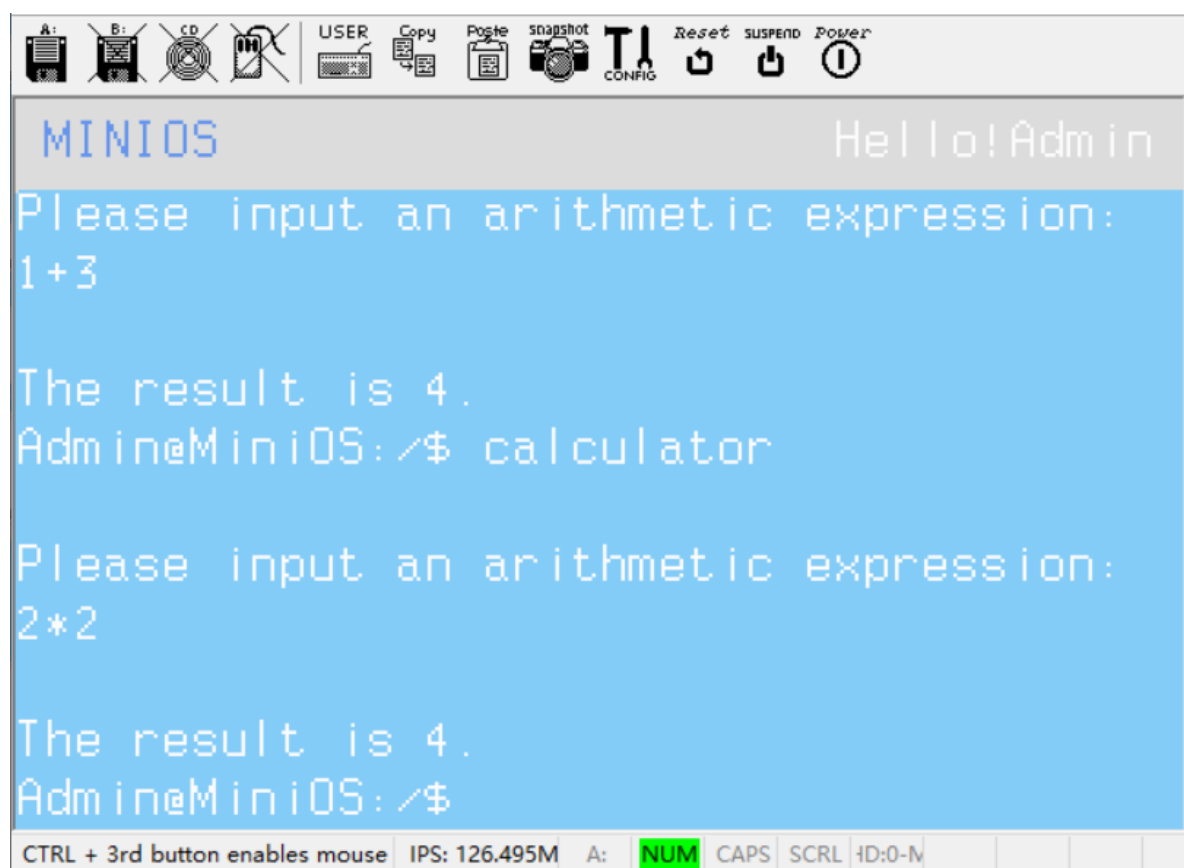 A: B: CD USER Copy Paste snapshot CONFIG Reset SUSPEND Power
MINIOS Hello!Admin
Please input an arithmetic expression:
1+3
The result is 4.
Admin@MiniOS:/$ calculator
Please input an arithmetic expression:
2*2
The result is 4.
Admin@MiniOS:/$
CTRL + 3rd button enables mouse IPS: 126.495M A: NUM CAPS SCRL